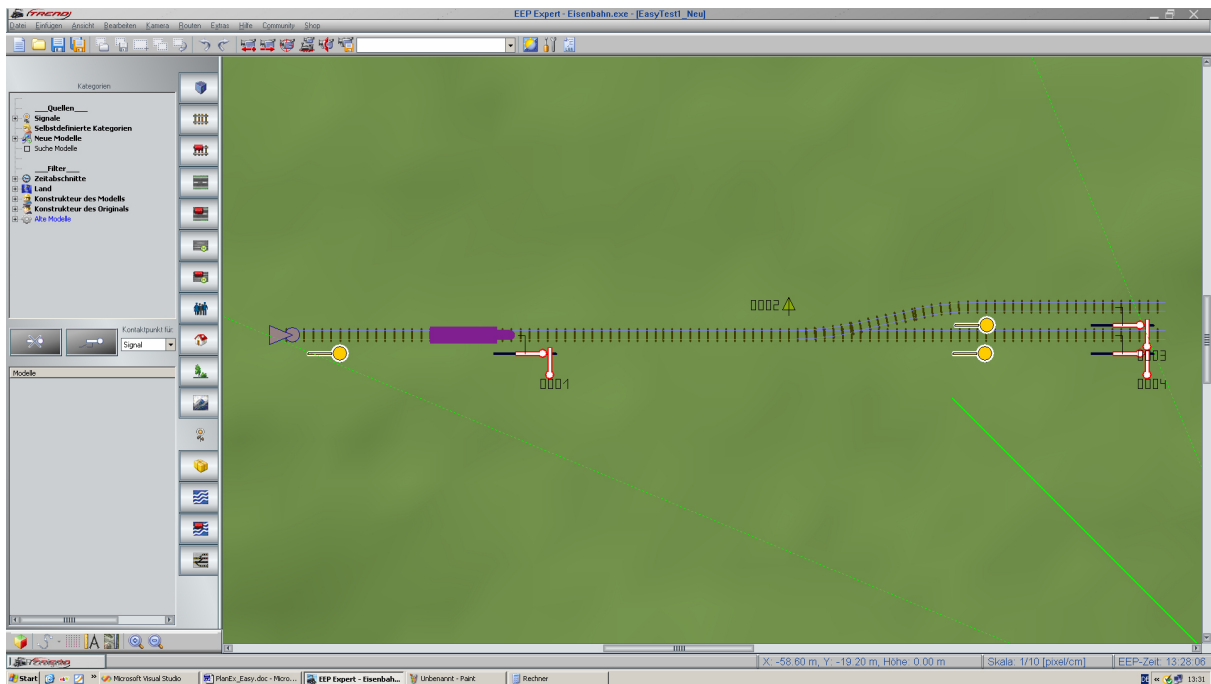 TREND
EEP Expert - Eisenbahn.exe - [EasyTest1_Neu]
Datei Einfügen Ansicht Bearbeiten Kamera Routen Extras Hilfe Community Shop
Kategorien
___Quellen___
Signale
Selbstdefinierte Kategorien
Neue Modelle
Suche Modelle
___Filter___
Zeitabschnitte
Land
Konstrukteur des Modells
Konstrukteur des Originals
Alte Modelle
Kontaktpunkt für:
Signal
Modelle
0002
0001
0003
0004
X: -58.60 m, Y: -19.20 m, Höhe: 0.00 m
Skala: 1/10 [pixel/cm]
EEP-Zeit: 13:28:06
Start
Microsoft Visual Studio
PlanEx_Easy.doc - Micro...
EEP Expert - Eisenbah...
Unbenannt - Paint
Rechner
DE
13:31